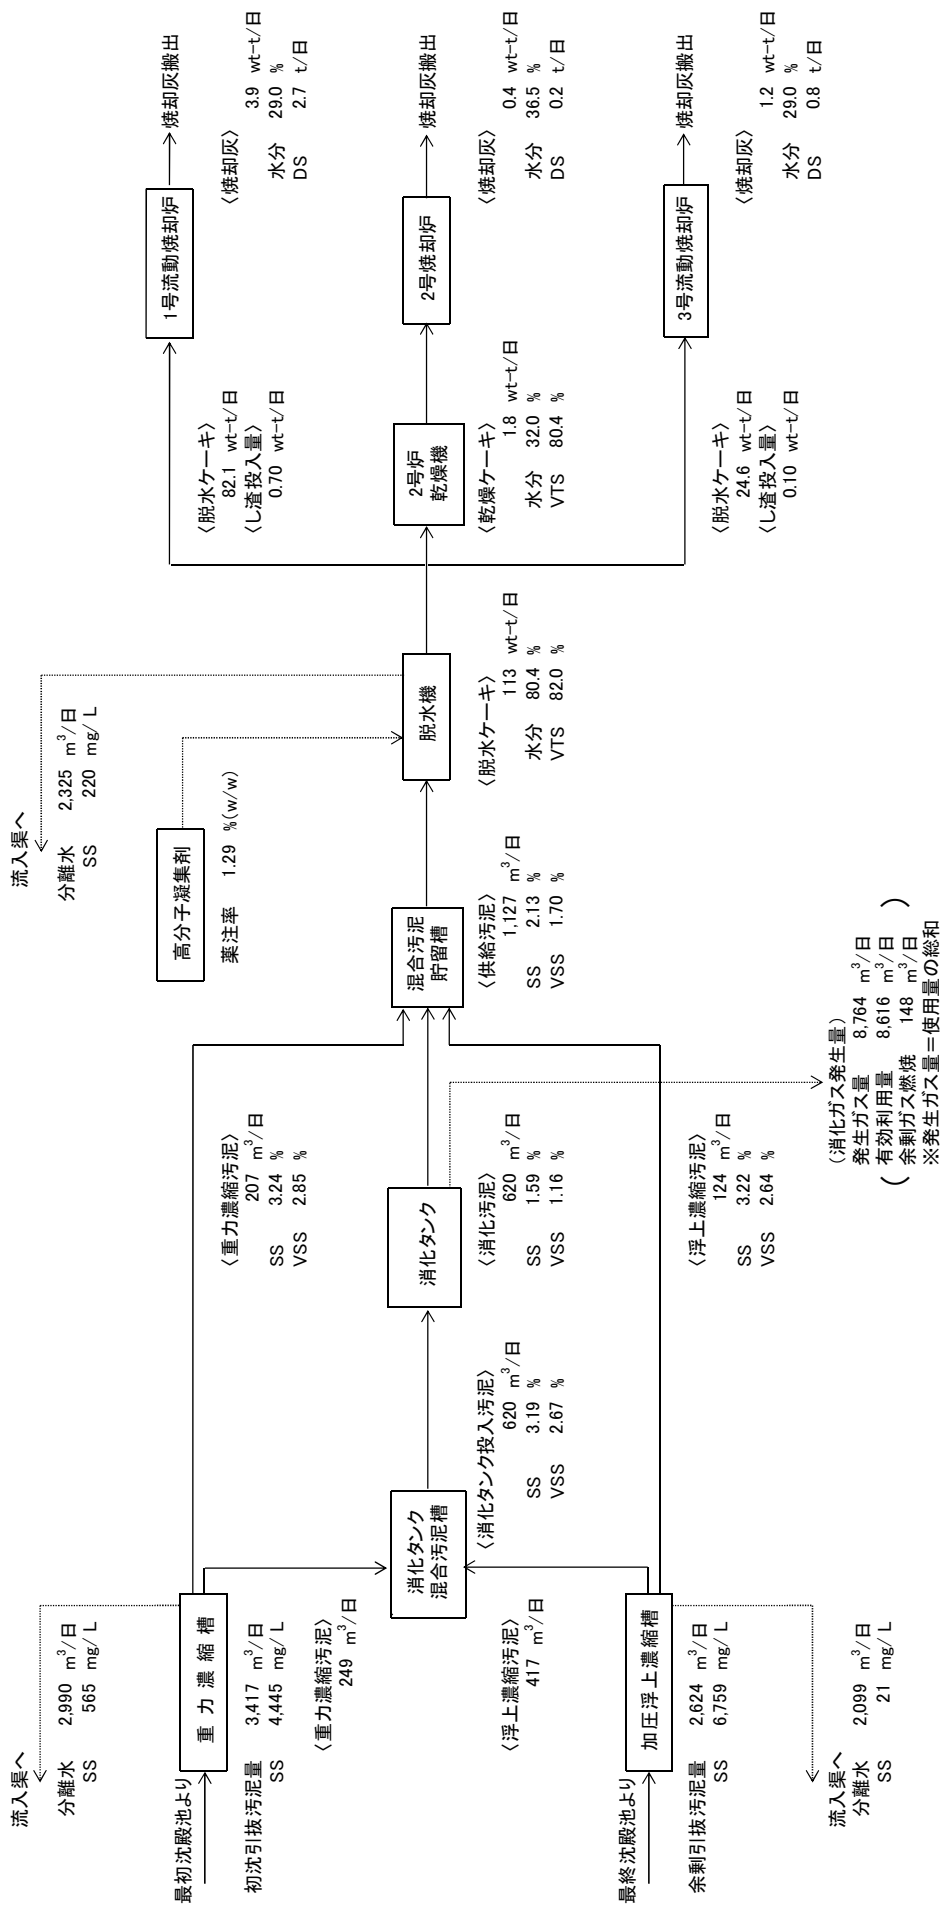 流入渠へ
分離水 2,990 m³/日
SS 565 mg/L
最初沈殿池より
重力濃縮槽
初沈引抜汚泥量 3,417 m³/日
SS 4,445 mg/L
〈重力濃縮汚泥〉
249 m³/日
〈浮上濃縮汚泥〉
417 m³/日
最終沈殿池より
加圧浮上濃縮槽
余剰引抜汚泥量 2,624 m³/日
SS 6,759 mg/L
流入渠へ
分離水 2,099 m³/日
SS 21 mg/L
消化タンク
混合汚泥槽
〈消化タンク投入汚泥〉
620 m³/日
SS 3.19 %
VSS 2.67 %
〈重力濃縮汚泥〉
207 m³/日
SS 3.24 %
VSS 2.85 %
消化タンク
〈消化汚泥〉
620 m³/日
SS 1.59 %
VSS 1.16 %
〈浮上濃縮汚泥〉
124 m³/日
SS 3.22 %
VSS 2.64 %
(消化ガス発生量)
発生ガス量 8,764 m³/日
(有効利用量 8,616 m³/日)
余剰ガス燃焼 148 m³/日
※発生ガス量＝使用量の総和
混合汚泥
貯留槽
〈供給汚泥〉
1,127 m³/日
SS 2.13 %
VSS 1.70 %
流入渠へ
分離水 2,325 m³/日
SS 220 mg/L
高分子凝集剤
薬注率 1.29 %(w/w)
脱水機
〈脱水ケーキ〉
113 wt-t/日
水分 80.4 %
VTS 82.0 %
〈脱水ケーキ〉
82.1 wt-t/日
〈し渣投入量〉
0.70 wt-t/日
1号流動焼却炉
焼却灰搬出
〈焼却灰〉
3.9 wt-t/日
水分 29.0 %
DS 2.7 t/日
2号炉
乾燥機
〈乾燥ケーキ〉
1.8 wt-t/日
水分 32.0 %
VTS 80.4 %
2号焼却炉
焼却灰搬出
〈焼却灰〉
0.4 wt-t/日
水分 36.5 %
DS 0.2 t/日
〈脱水ケーキ〉
24.6 wt-t/日
〈し渣投入量〉
0.10 wt-t/日
3号流動焼却炉
焼却灰搬出
〈焼却灰〉
1.2 wt-t/日
水分 29.0 %
DS 0.8 t/日